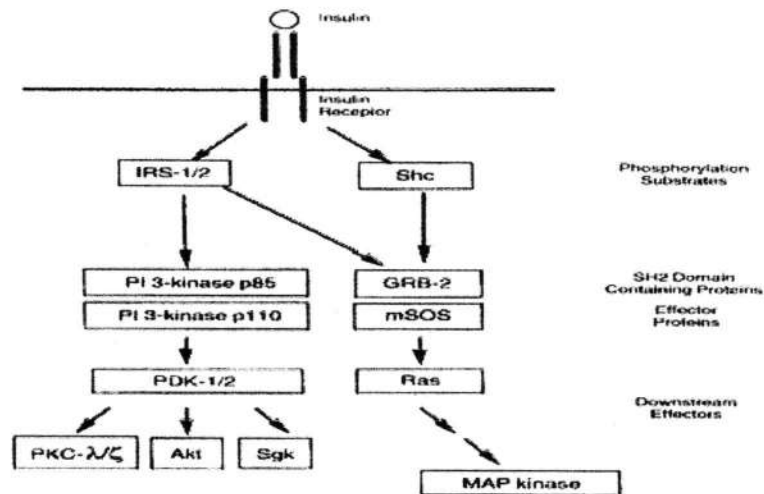 Insulin
Insulin
Receptor
IRS-1/2
Shc
Phosphorylation
Substrates
PI 3-kinase p85
GRB-2
SH2 Domain
Containing Proteins
PI 3-kinase p110
mSOS
Effector
Proteins
PDK-1/2
Ras
Downstream
Effectors
PKC-λ/ζ
Akt
Sgk
MAP kinase